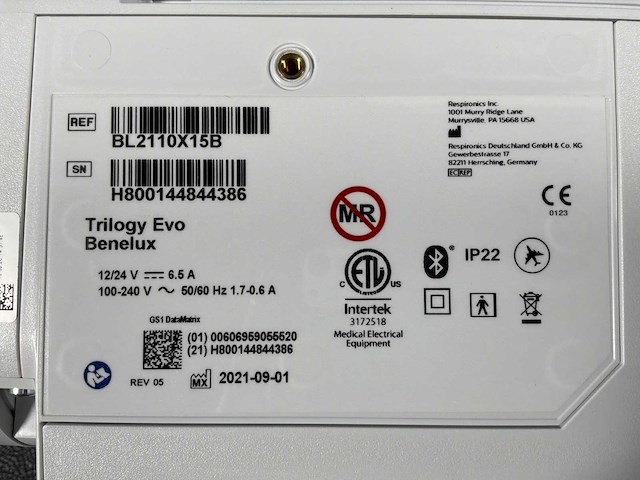 REF
BL2110X15B
SN
H800144844386
Trilogy Evo
Benelux
12/24 V ⎓ 6.5 A
100-240 V ~ 50/60 Hz 1.7-0.6 A
GS1 DataMatrix
(01) 00606959055520
(21) H800144844386
REV 05
MX
2021-09-01
Respironics Inc.
1001 Murry Ridge Lane
Murrysville, PA 15668 USA
Respironics Deutschland GmbH & Co. KG
Gewerbestrasse 17
82211 Herrsching, Germany
EC REP
CE
0123
MR
C ETL US
Intertek
3172518
Medical Electrical
Equipment
IP22